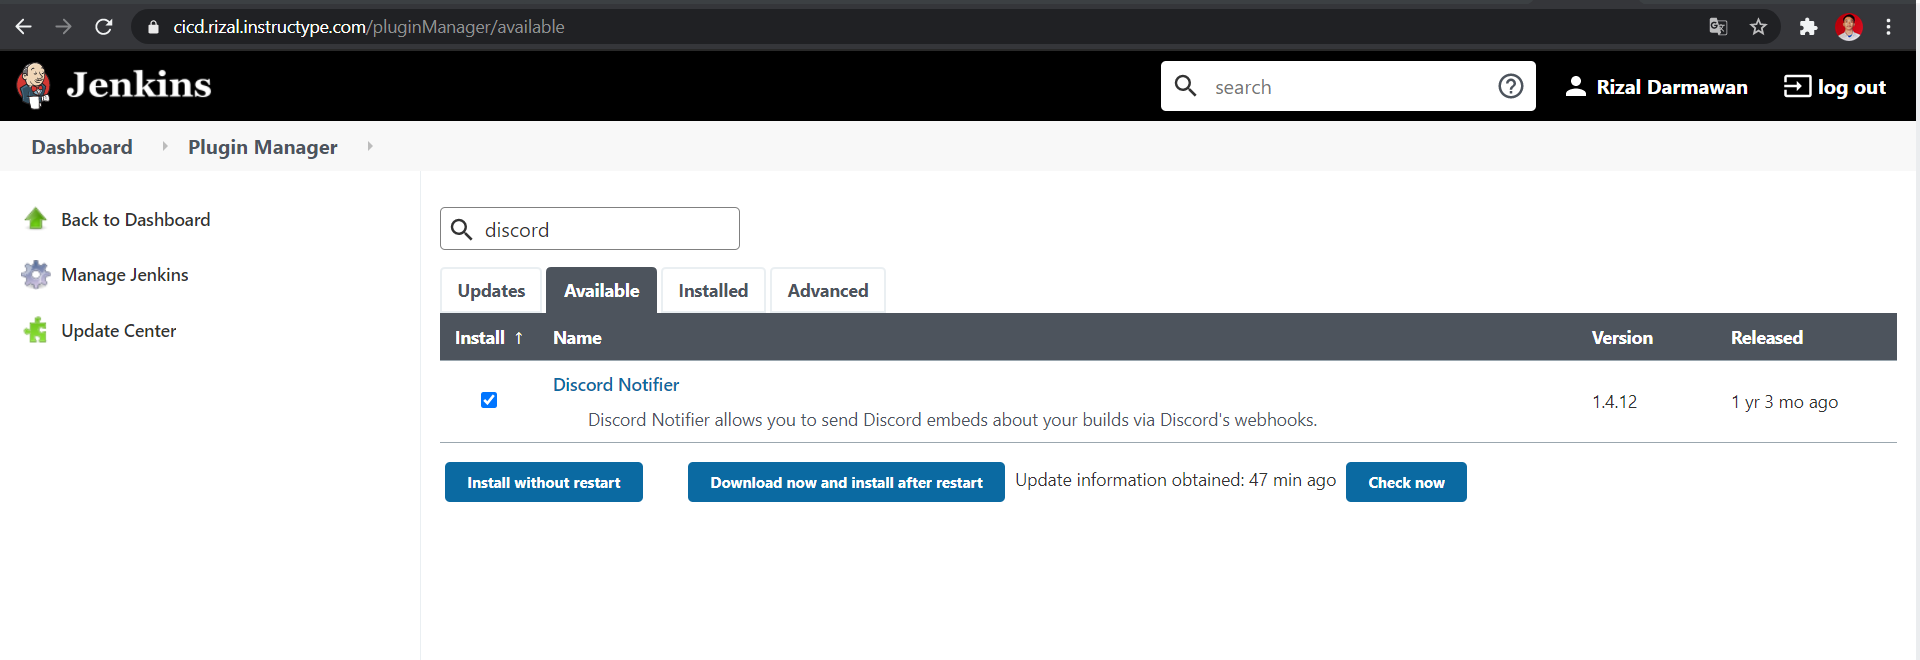 cicd.rizal.instructype.com/pluginManager/available
Jenkins
search
Rizal Darmawan
log out
Dashboard
Plugin Manager
Back to Dashboard
Manage Jenkins
Update Center
discord
Updates
Available
Installed
Advanced
Install ↑ Name Version Released
Discord Notifier
Discord Notifier allows you to send Discord embeds about your builds via Discord's webhooks.
1.4.12
1 yr 3 mo ago
Install without restart
Download now and install after restart
Update information obtained: 47 min ago
Check now